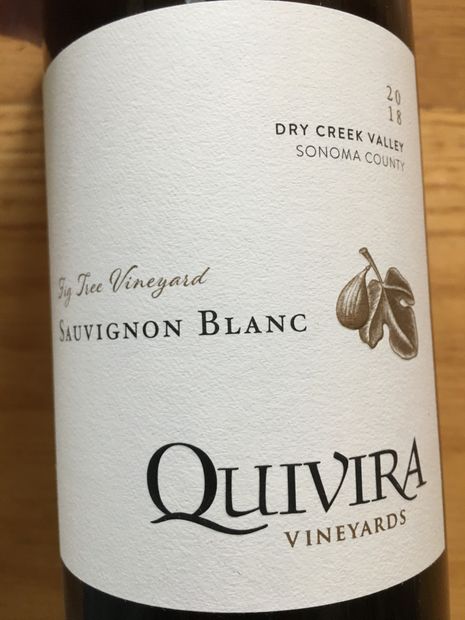 20
18
DRY CREEK VALLEY
SONOMA COUNTY
Fig Tree Vineyard
SAUVIGNON BLANC
QUIVIRA
VINEYARDS